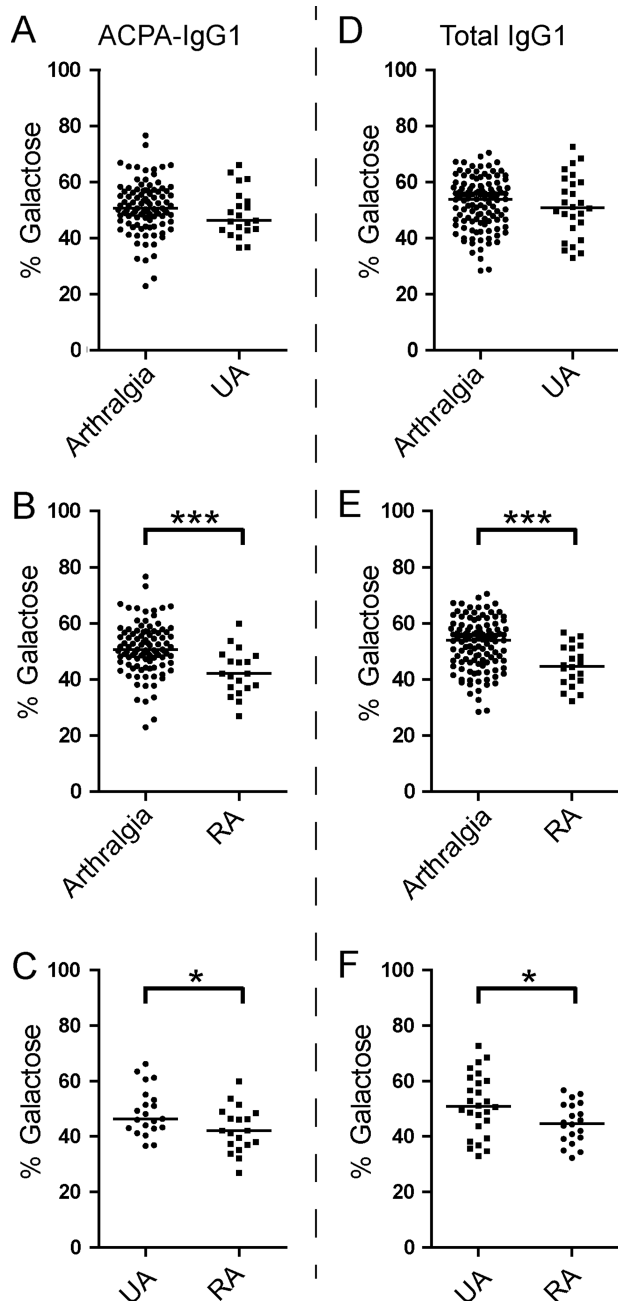 A ACPA-IgG1
% Galactose
100
80
60
40
20
0
Arthralgia UA
D Total IgG1
% Galactose
100
80
60
40
20
0
Arthralgia UA
B
% Galactose
100
80
60
40
20
0
***
Arthralgia RA
E
% Galactose
100
80
60
40
20
0
***
Arthralgia RA
C
% Galactose
100
80
60
40
20
0
*
UA RA
F
% Galactose
100
80
60
40
20
0
*
UA RA